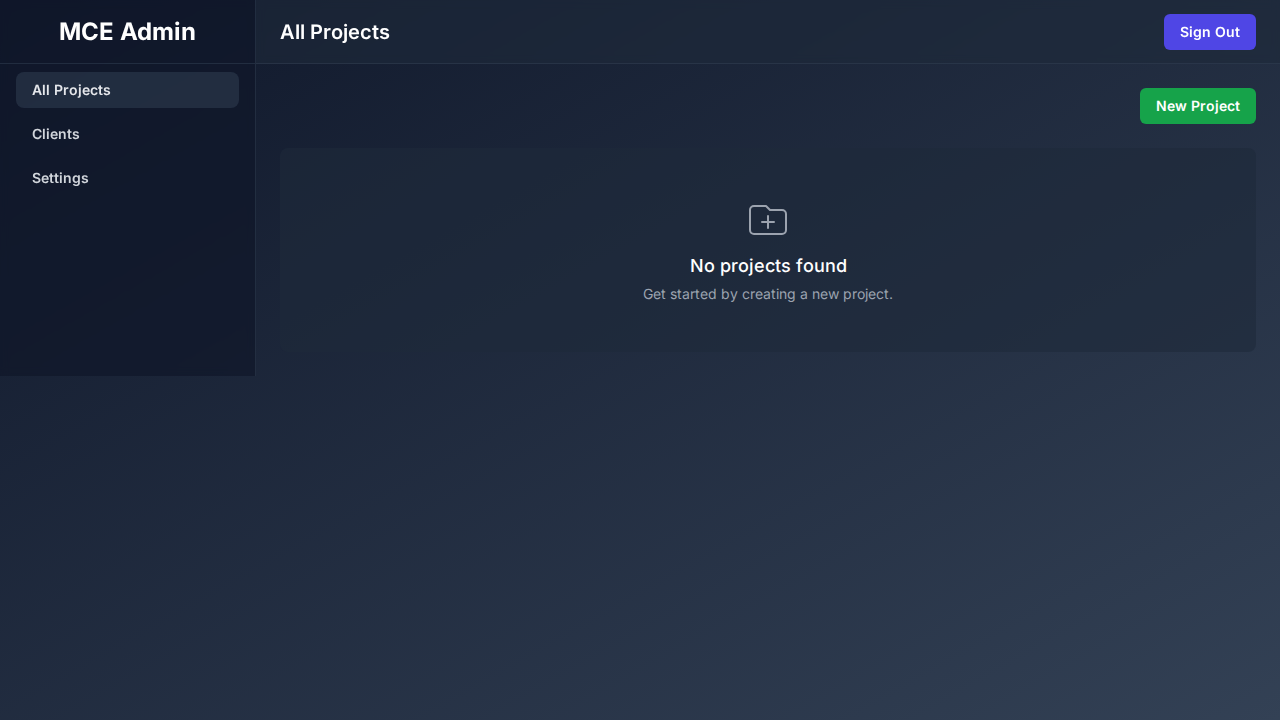 MCE Admin
All Projects
Sign Out
All Projects
Clients
Settings
New Project
No projects found
Get started by creating a new project.